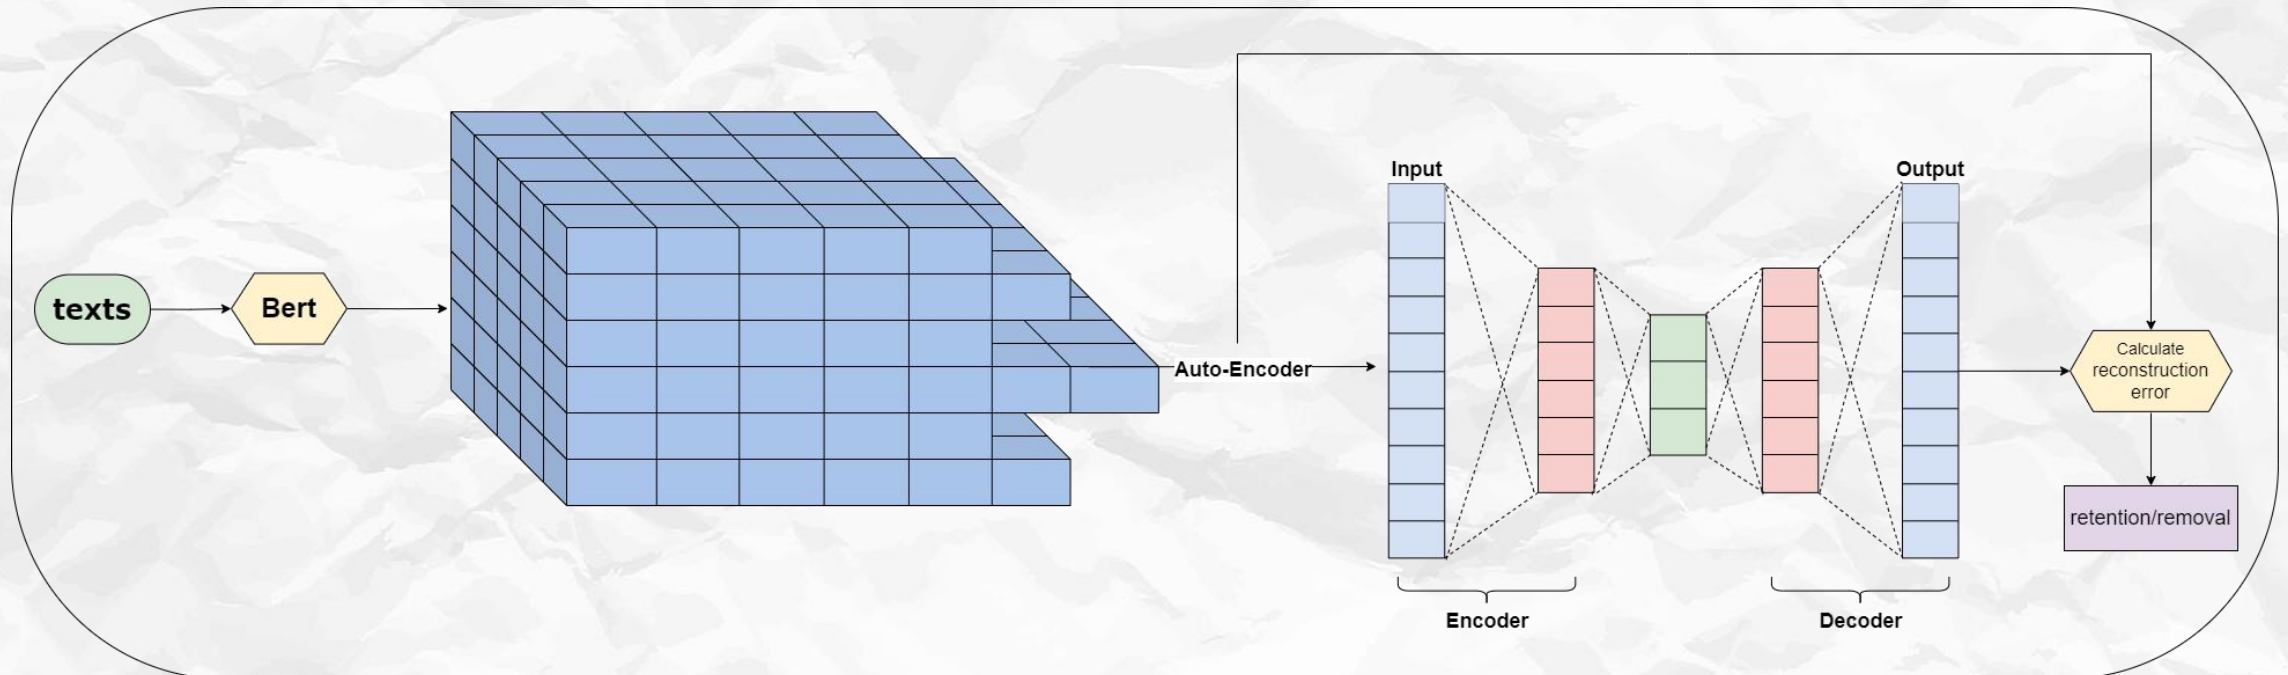 texts
Bert
Auto-Encoder
Input
Output
Encoder
Decoder
Calculate
reconstruction
error
retention/removal